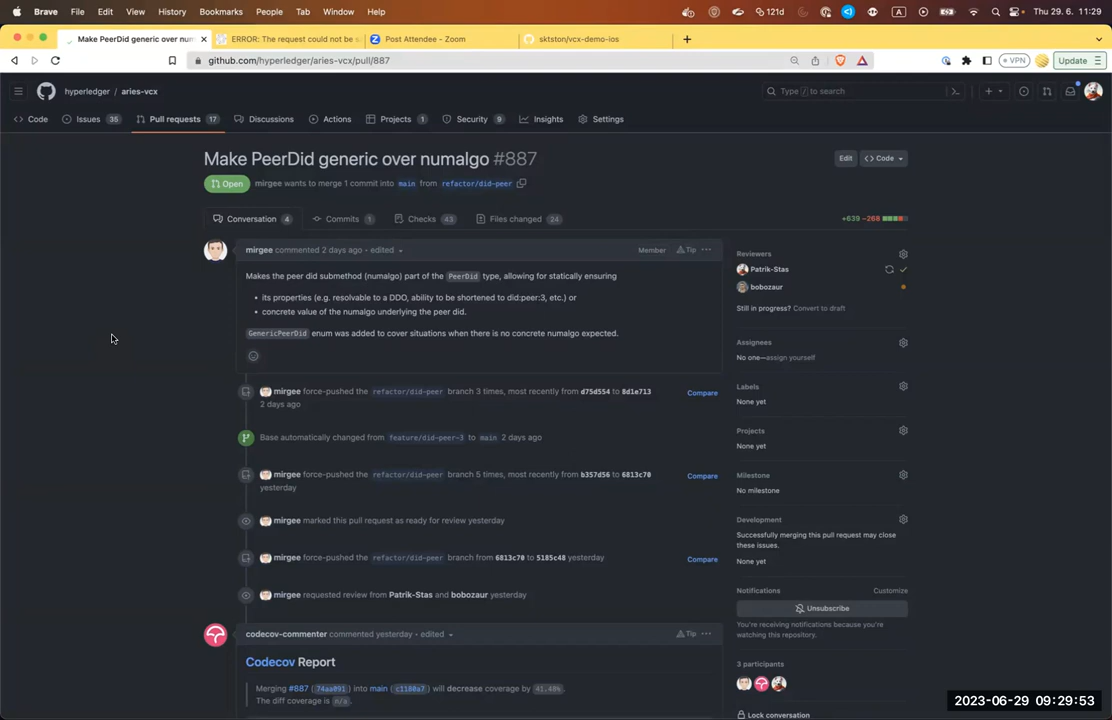 Brave File Edit View History Bookmarks People Tab Window Help 121d A Thu 29. 6. 11:29
Make PeerDid generic over num ERROR: The request could not be sa Post Attendee - Zoom sktston/vcx-demo-ios
github.com/hyperledger/aries-vcx/pull/887 VPN Update
hyperledger / aries-vcx Type / to search
Code Issues 35 Pull requests 17 Discussions Actions Projects 1 Security 9 Insights Settings
Make PeerDid generic over numalgo #887 Edit Code
Open mirgee wants to merge 1 commit into main from refactor/did-peer
Conversation 4 Commits 1 Checks 43 Files changed 24 +639 −268
mirgee commented 2 days ago • edited Member Tip
Makes the peer did submethod (numalgo) part of the PeerDid type, allowing for statically ensuring
• its properties (e.g. resolvable to a DDO, ability to be shortened to did:peer:3, etc.) or
• concrete value of the numalgo underlying the peer did.
GenericPeerDid enum was added to cover situations when there is no concrete numalgo expected.
mirgee force-pushed the refactor/did-peer branch 3 times, most recently from d75d554 to 8d1e713
2 days ago
Compare
Base automatically changed from feature/did-peer-3 to main 2 days ago
mirgee force-pushed the refactor/did-peer branch 5 times, most recently from b357d56 to 6813c70
yesterday
Compare
mirgee marked this pull request as ready for review yesterday
mirgee force-pushed the refactor/did-peer branch from 6813c70 to 5185c48 yesterday
Compare
mirgee requested review from Patrik-Stas and bobozaur yesterday
codecov-commenter commented yesterday • edited Tip
Codecov Report
Merging #887 (74aa091) into main (c1180a7) will decrease coverage by 41.40%.
The diff coverage is n/a.
Reviewers
Patrik-Stas
bobozaur
Still in progress? Convert to draft
Assignees
No one—assign yourself
Labels
None yet
Projects
None yet
Milestone
No milestone
Development
Successfully merging this pull request may close
these issues.
None yet
Notifications Customize
Unsubscribe
You're receiving notifications because you're
watching this repository.
3 participants
Lock conversation
2023-06-29 09:29:53